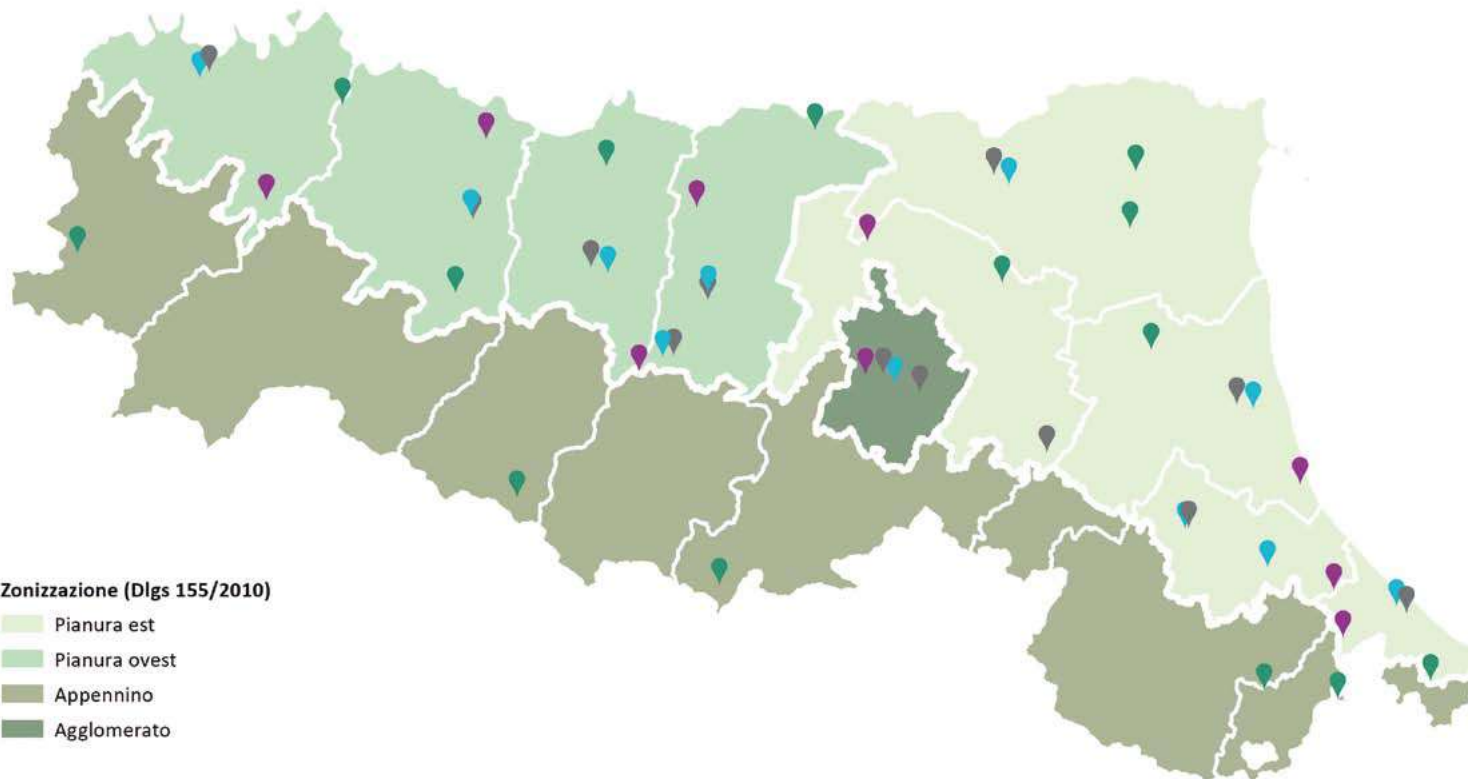 Zonizzazione (Dlgs 155/2010)
Pianura est
Pianura ovest
Appennino
Agglomerato